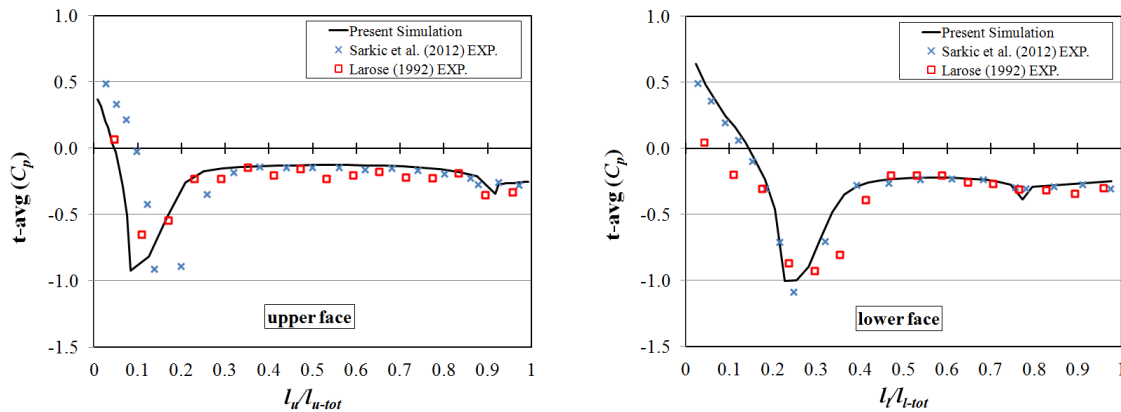 1.0
0.5
0.0
-0.5
-1.0
-1.5
t-avg (Cp)
Present Simulation
Sarkic et al. (2012) EXP.
Larose (1992) EXP.
upper face
0 0.1 0.2 0.3 0.4 0.5 0.6 0.7 0.8 0.9 1
lu/lu-tot
1.0
0.5
0.0
-0.5
-1.0
-1.5
t-avg (Cp)
Present Simulation
Sarkic et al. (2012) EXP.
Larose (1992) EXP.
lower face
0 0.1 0.2 0.3 0.4 0.5 0.6 0.7 0.8 0.9 1
ll/ll-tot